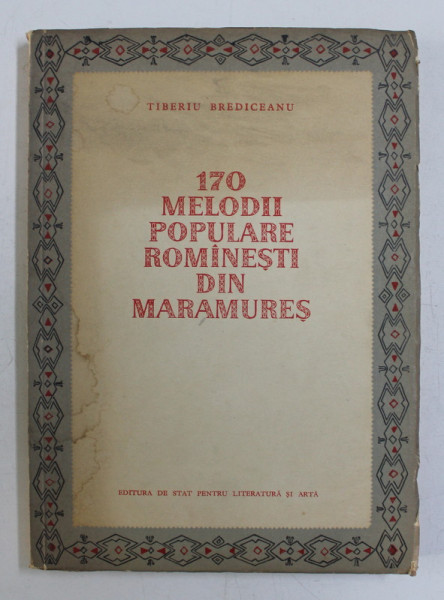 TIBERIU BREDICEANU
170
MELODII
POPULARE
ROMÎNEȘTI
DIN
MARAMUREȘ
EDITURA DE STAT PENTRU LITERATURĂ ȘI ARTĂ